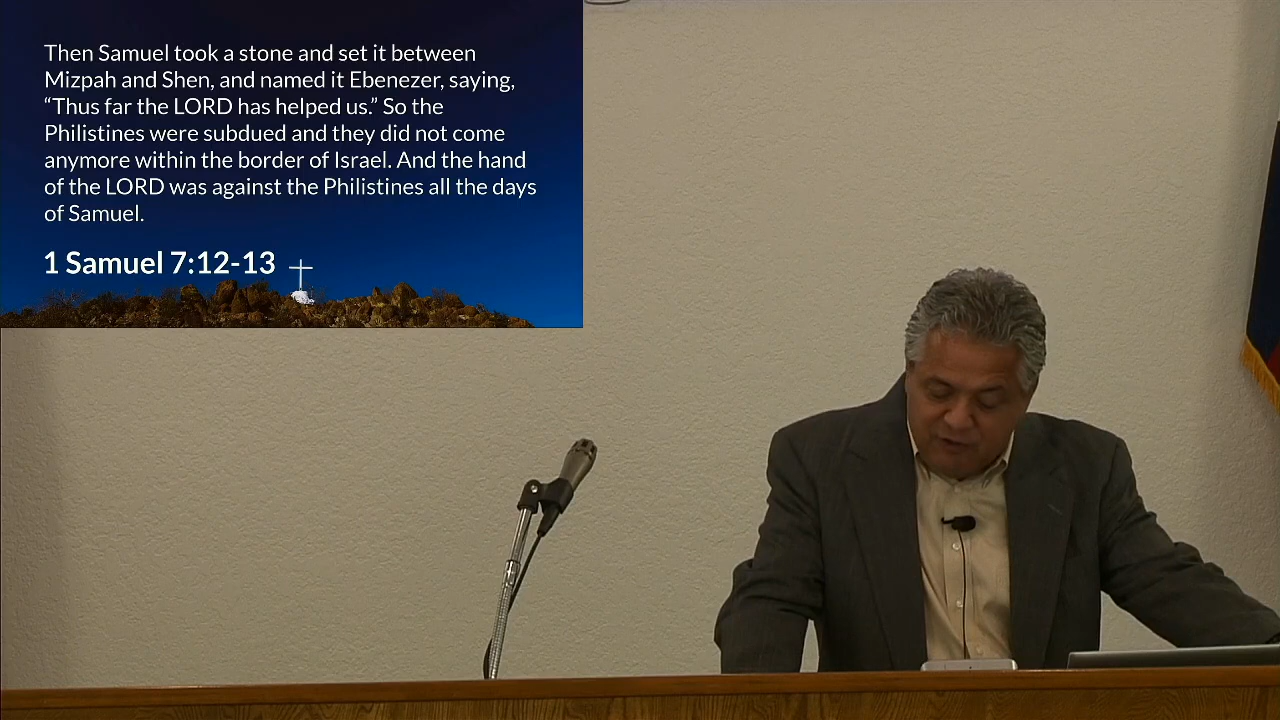 Then Samuel took a stone and set it between
Mizpah and Shen, and named it Ebenezer, saying,
“Thus far the LORD has helped us.” So the
Philistines were subdued and they did not come
anymore within the border of Israel. And the hand
of the LORD was against the Philistines all the days
of Samuel.
1 Samuel 7:12-13